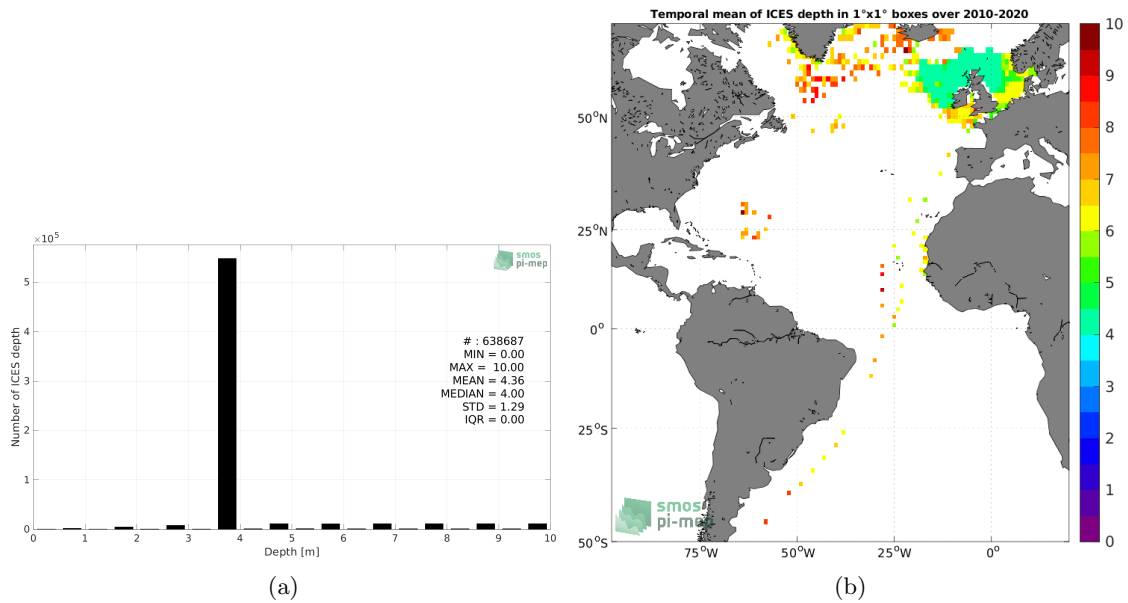 ×10⁵
5
4
3
2
1
0
0 1 2 3 4 5 6 7 8 9 10
Number of ICES depth
Depth [m]
smos
pi-mep
# : 638687
MIN = 0.00
MAX = 10.00
MEAN = 4.36
MEDIAN = 4.00
STD = 1.29
IQR = 0.00
(a)
Temporal mean of ICES depth in 1°x1° boxes over 2010-2020
50°N
25°N
0°
25°S
50°S
75°W 50°W 25°W 0°
smos
pi-mep
10
9
8
7
6
5
4
3
2
1
0
(b)